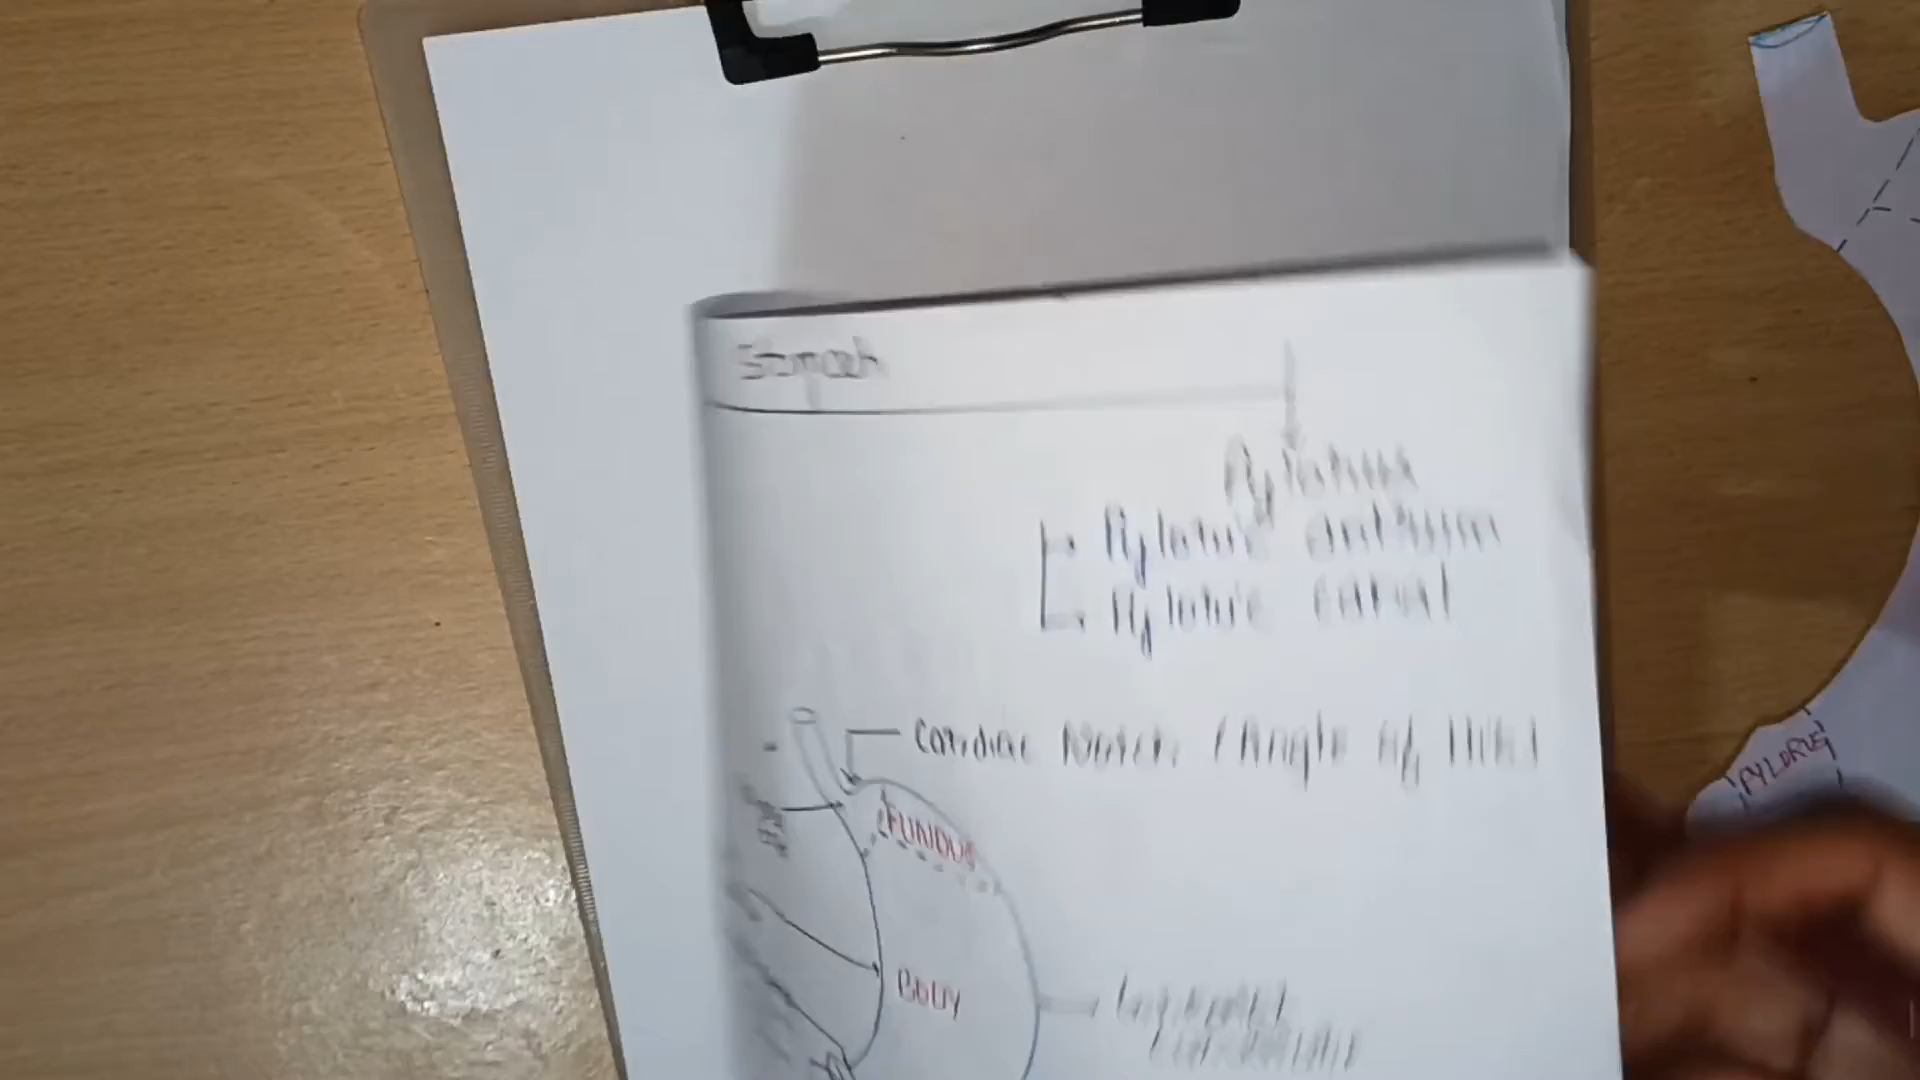 Stomach
Pylorus
Pyloric antrum
Pyloric canal
Cardiac Notch (Angle of His)
FUNDUS
BODY
PYLORUS